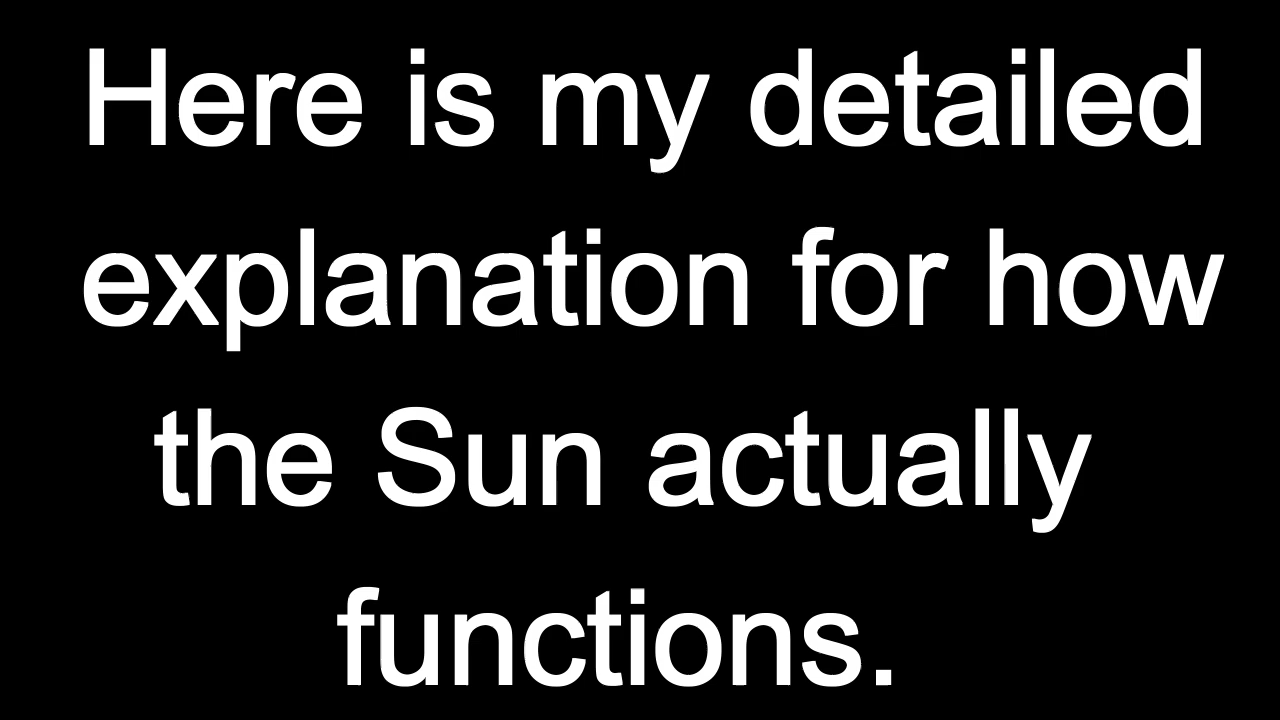 Here is my detailed
explanation for how
the Sun actually
functions.